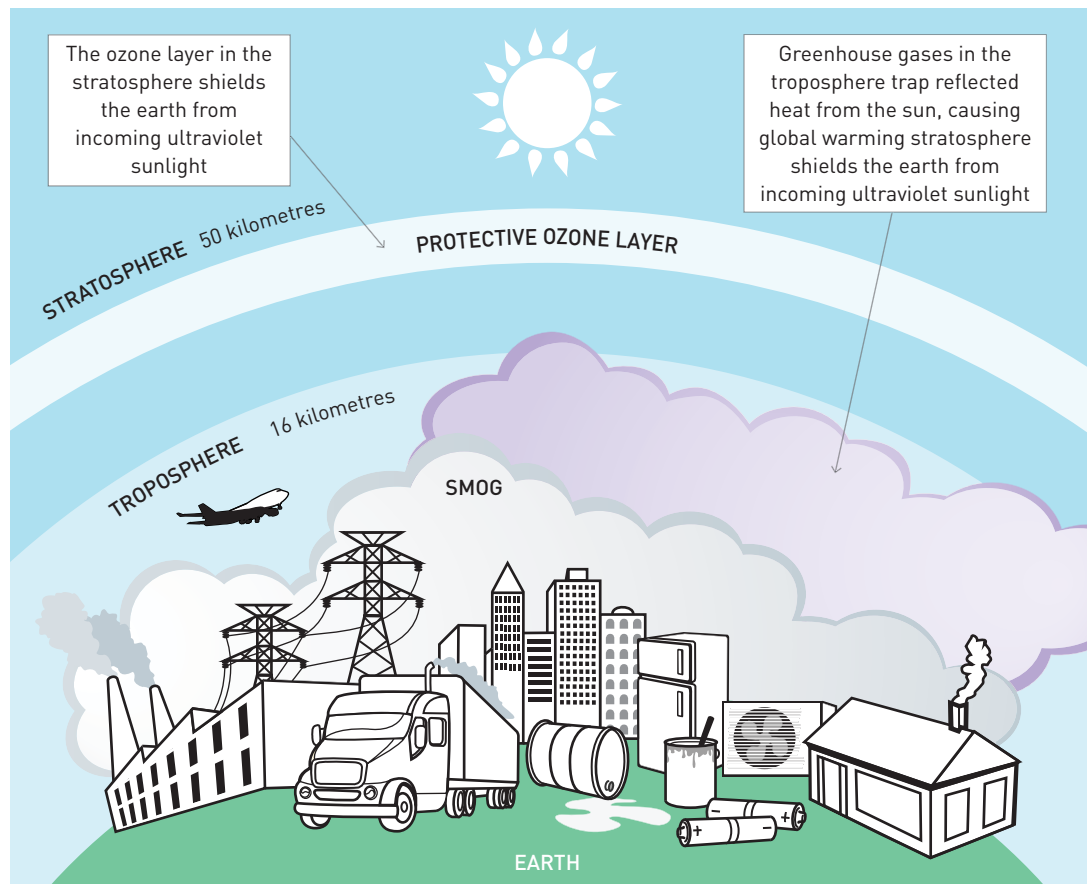 The ozone layer in the
stratosphere shields
the earth from
incoming ultraviolet
sunlight
Greenhouse gases in the
troposphere trap reflected
heat from the sun, causing
global warming stratosphere
shields the earth from
incoming ultraviolet sunlight
STRATOSPHERE 50 kilometres
PROTECTIVE OZONE LAYER
TROPOSPHERE 16 kilometres
SMOG
+ -
- +
EARTH